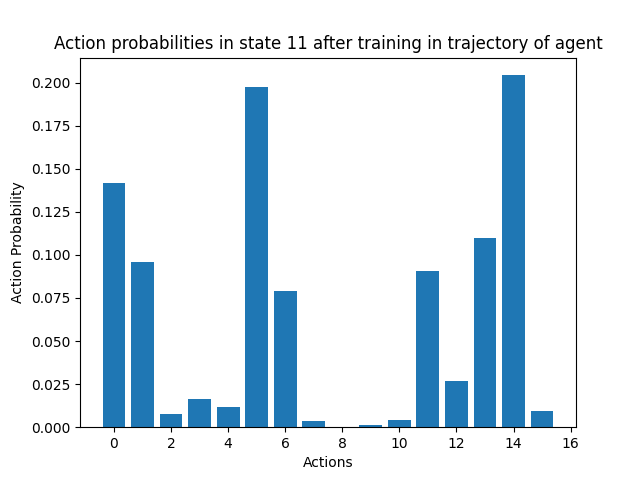 Action probabilities in state 11 after training in trajectory of agent
Action Probability
0.200
0.175
0.150
0.125
0.100
0.075
0.050
0.025
0.000
0 2 4 6 8 10 12 14 16
Actions